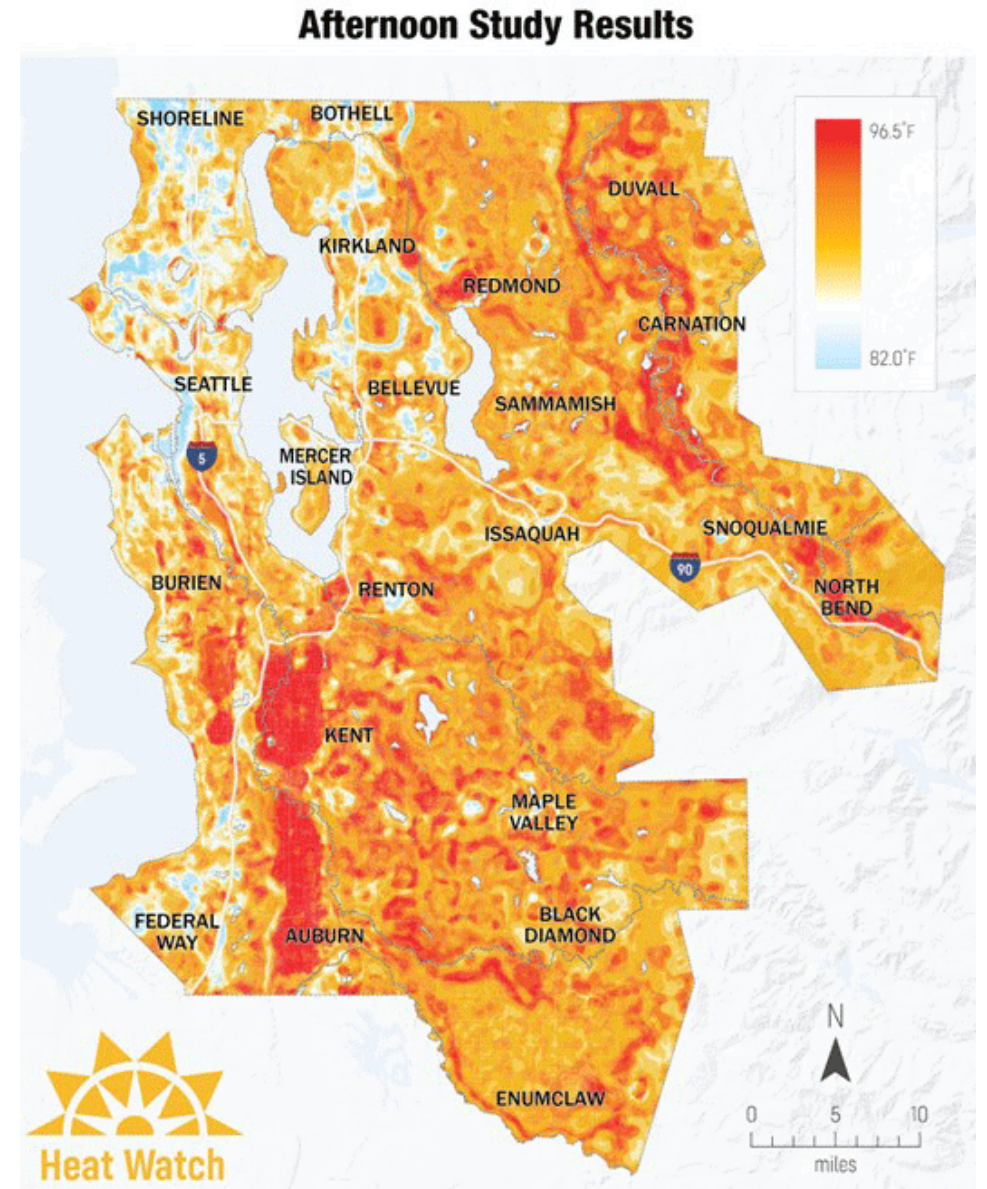 Afternoon Study Results
SHORELINE
BOTHELL
96.5°F
DUVALL
KIRKLAND
REDMOND
CARNATION
82.0°F
SEATTLE
BELLEVUE
SAMMAMISH
5
MERCER
ISLAND
ISSAQUAH
SNOQUALMIE
90
BURIEN
RENTON
NORTH
BEND
KENT
MAPLE
VALLEY
FEDERAL
WAY
AUBURN
BLACK
DIAMOND
N
ENUMCLAW
0 5 10
miles
Heat Watch